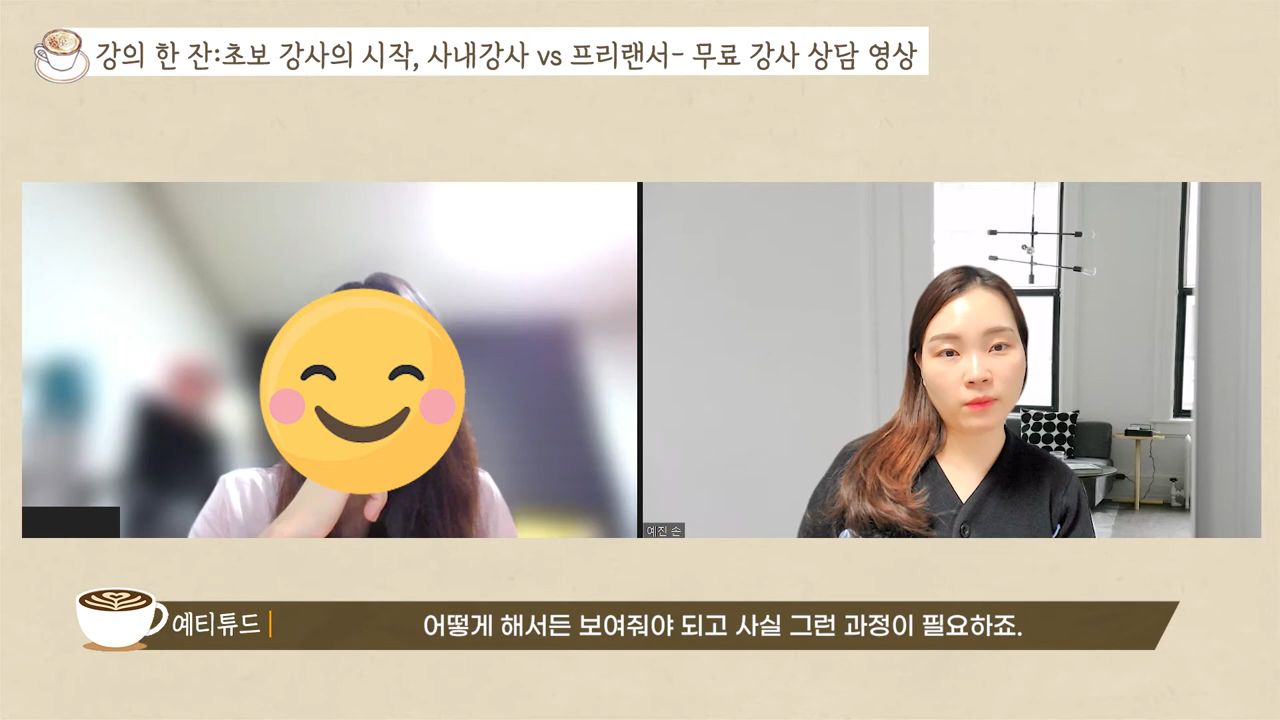 강의 한 잔:초보 강사의 시작, 사내강사 vs 프리랜서- 무료 강사 상담 영상
예진 손
예티튜드
어떻게 해서든 보여줘야 되고 사실 그런 과정이 필요하죠.